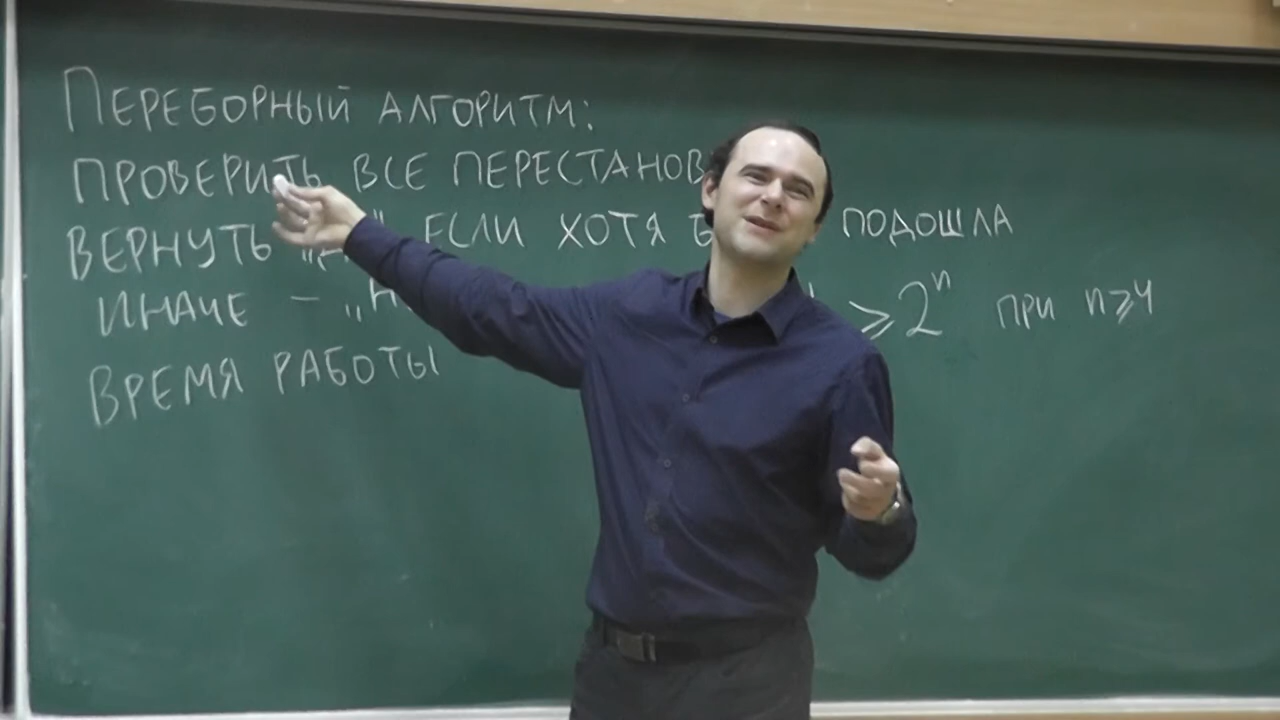 ПЕРЕБОРНЫЙ АЛГОРИТМ:
ПРОВЕРИТЬ ВСЕ ПЕРЕСТАНОВ
ВЕРНУТЬ ЕСЛИ ХОТЯ ПОДОШЛА
ИНАЧЕ – „Н ⩾ 2ⁿ ПРИ n⩾4
ВРЕМЯ РАБОТЫ